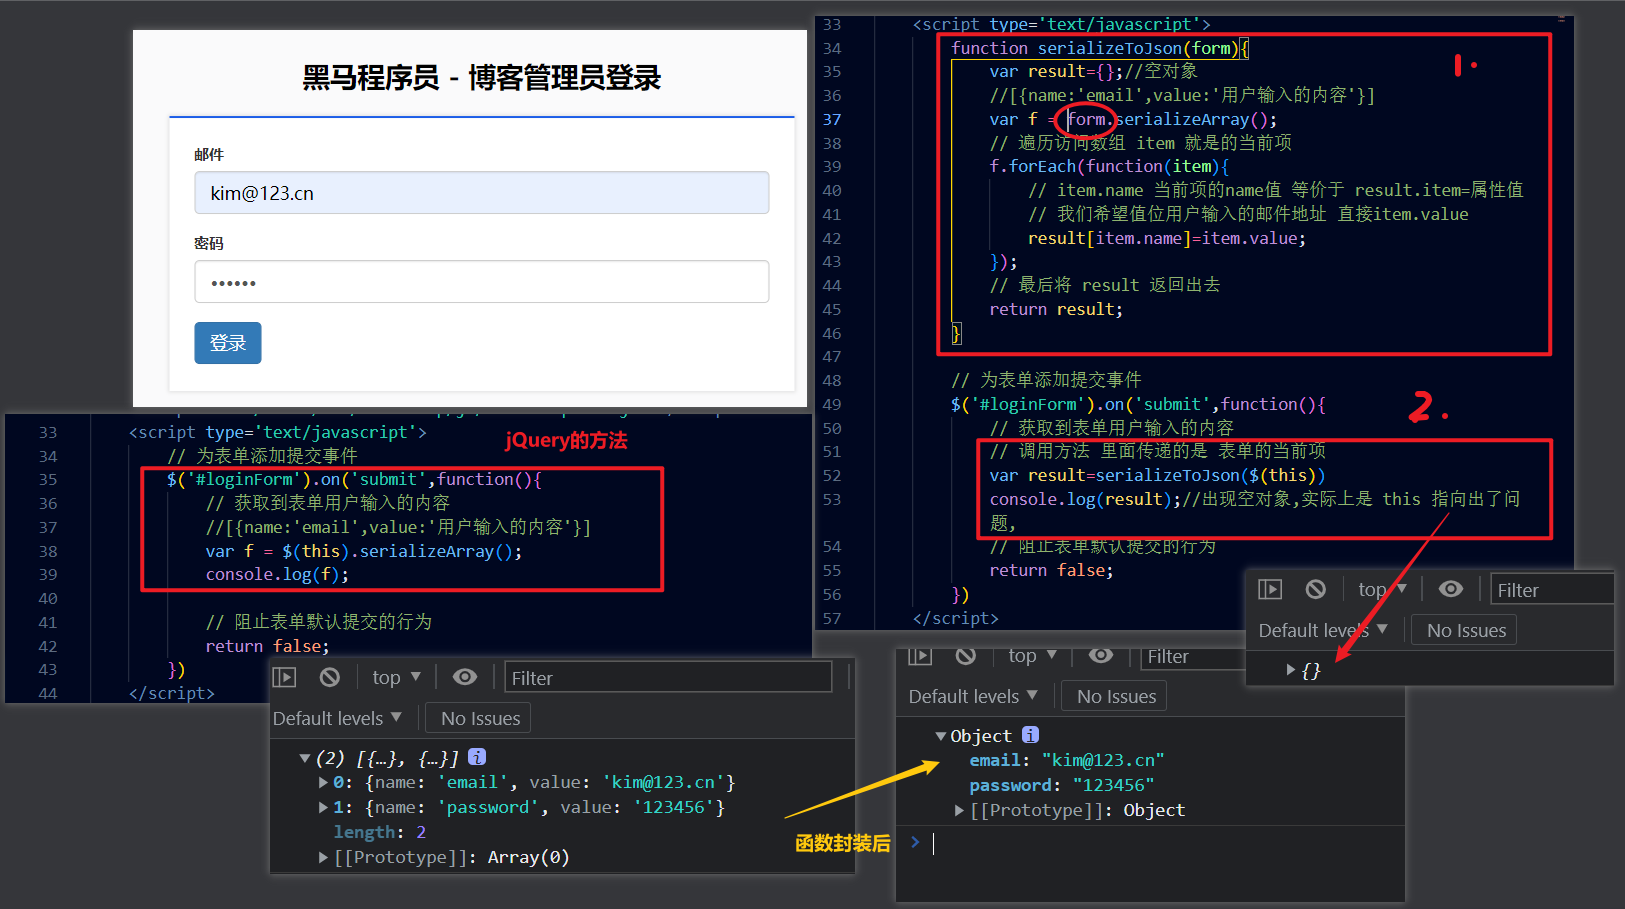 黑马程序员 - 博客管理员登录
邮件
kim@123.cn
密码
••••••
登录
33 <script type='text/javascript'>
jQuery的方法
34 // 为表单添加提交事件
35 $('#loginForm').on('submit',function(){
36 // 获取到表单用户输入的内容
37 //[{name:'email',value:'用户输入的内容'}]
38 var f = $(this).serializeArray();
39 console.log(f);
40
41 // 阻止表单默认提交的行为
42 return false;
43 })
44 </script>
top ▼ Filter
Default levels ▼ No Issues
▼(2) [{…}, {…}] i
▶0: {name: 'email', value: 'kim@123.cn'}
▶1: {name: 'password', value: '123456'}
length: 2
▶[[Prototype]]: Array(0)
函数封装后
33 <script type='text/javascript'>
34 function serializeToJson(form){
1.
35 var result={};//空对象
36 //[{name:'email',value:'用户输入的内容'}]
37 var f = form.serializeArray();
38 // 遍历访问数组 item 就是的当前项
39 f.forEach(function(item){
40 // item.name 当前项的name值 等价于 result.item=属性值
41 // 我们希望值位用户输入的邮件地址 直接item.value
42 result[item.name]=item.value;
43 });
44 // 最后将 result 返回出去
45 return result;
46 }
47
48 // 为表单添加提交事件
49 $('#loginForm').on('submit',function(){
2.
50 // 获取到表单用户输入的内容
51 // 调用方法 里面传递的是 表单的当前项
52 var result=serializeToJson($(this))
53 console.log(result);//出现空对象,实际上是 this 指向出了问
题,
54 // 阻止表单默认提交的行为
55 return false;
56 })
57 </script>
top ▼ Filter
Default levels ▼ No Issues
▶{}
top ▼ Filter
Default levels ▼ No Issues
▼Object i
email: "kim@123.cn"
password: "123456"
▶[[Prototype]]: Object
>